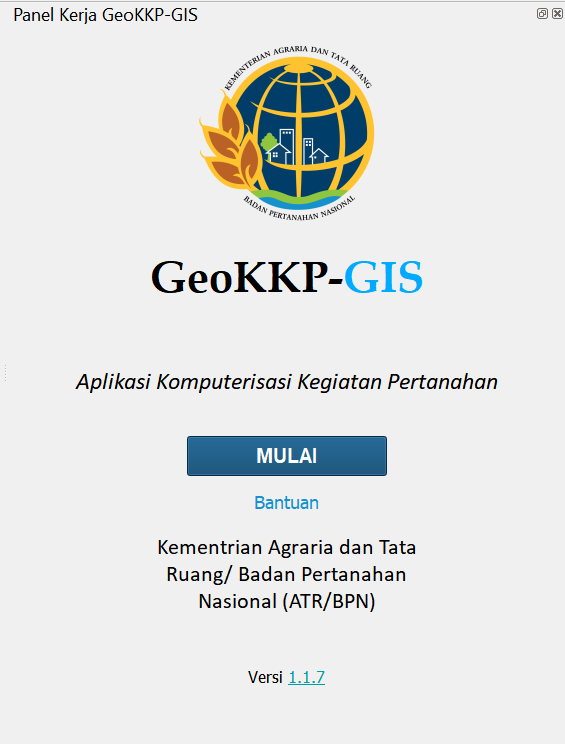 Panel Kerja GeoKKP-GIS
KEMENTERIAN AGRARIA DAN TATA RUANG
BADAN PERTANAHAN NASIONAL
GeoKKP-GIS
Aplikasi Komputerisasi Kegiatan Pertanahan
MULAI
Bantuan
Kementrian Agraria dan Tata
Ruang/ Badan Pertanahan
Nasional (ATR/BPN)
Versi 1.1.7